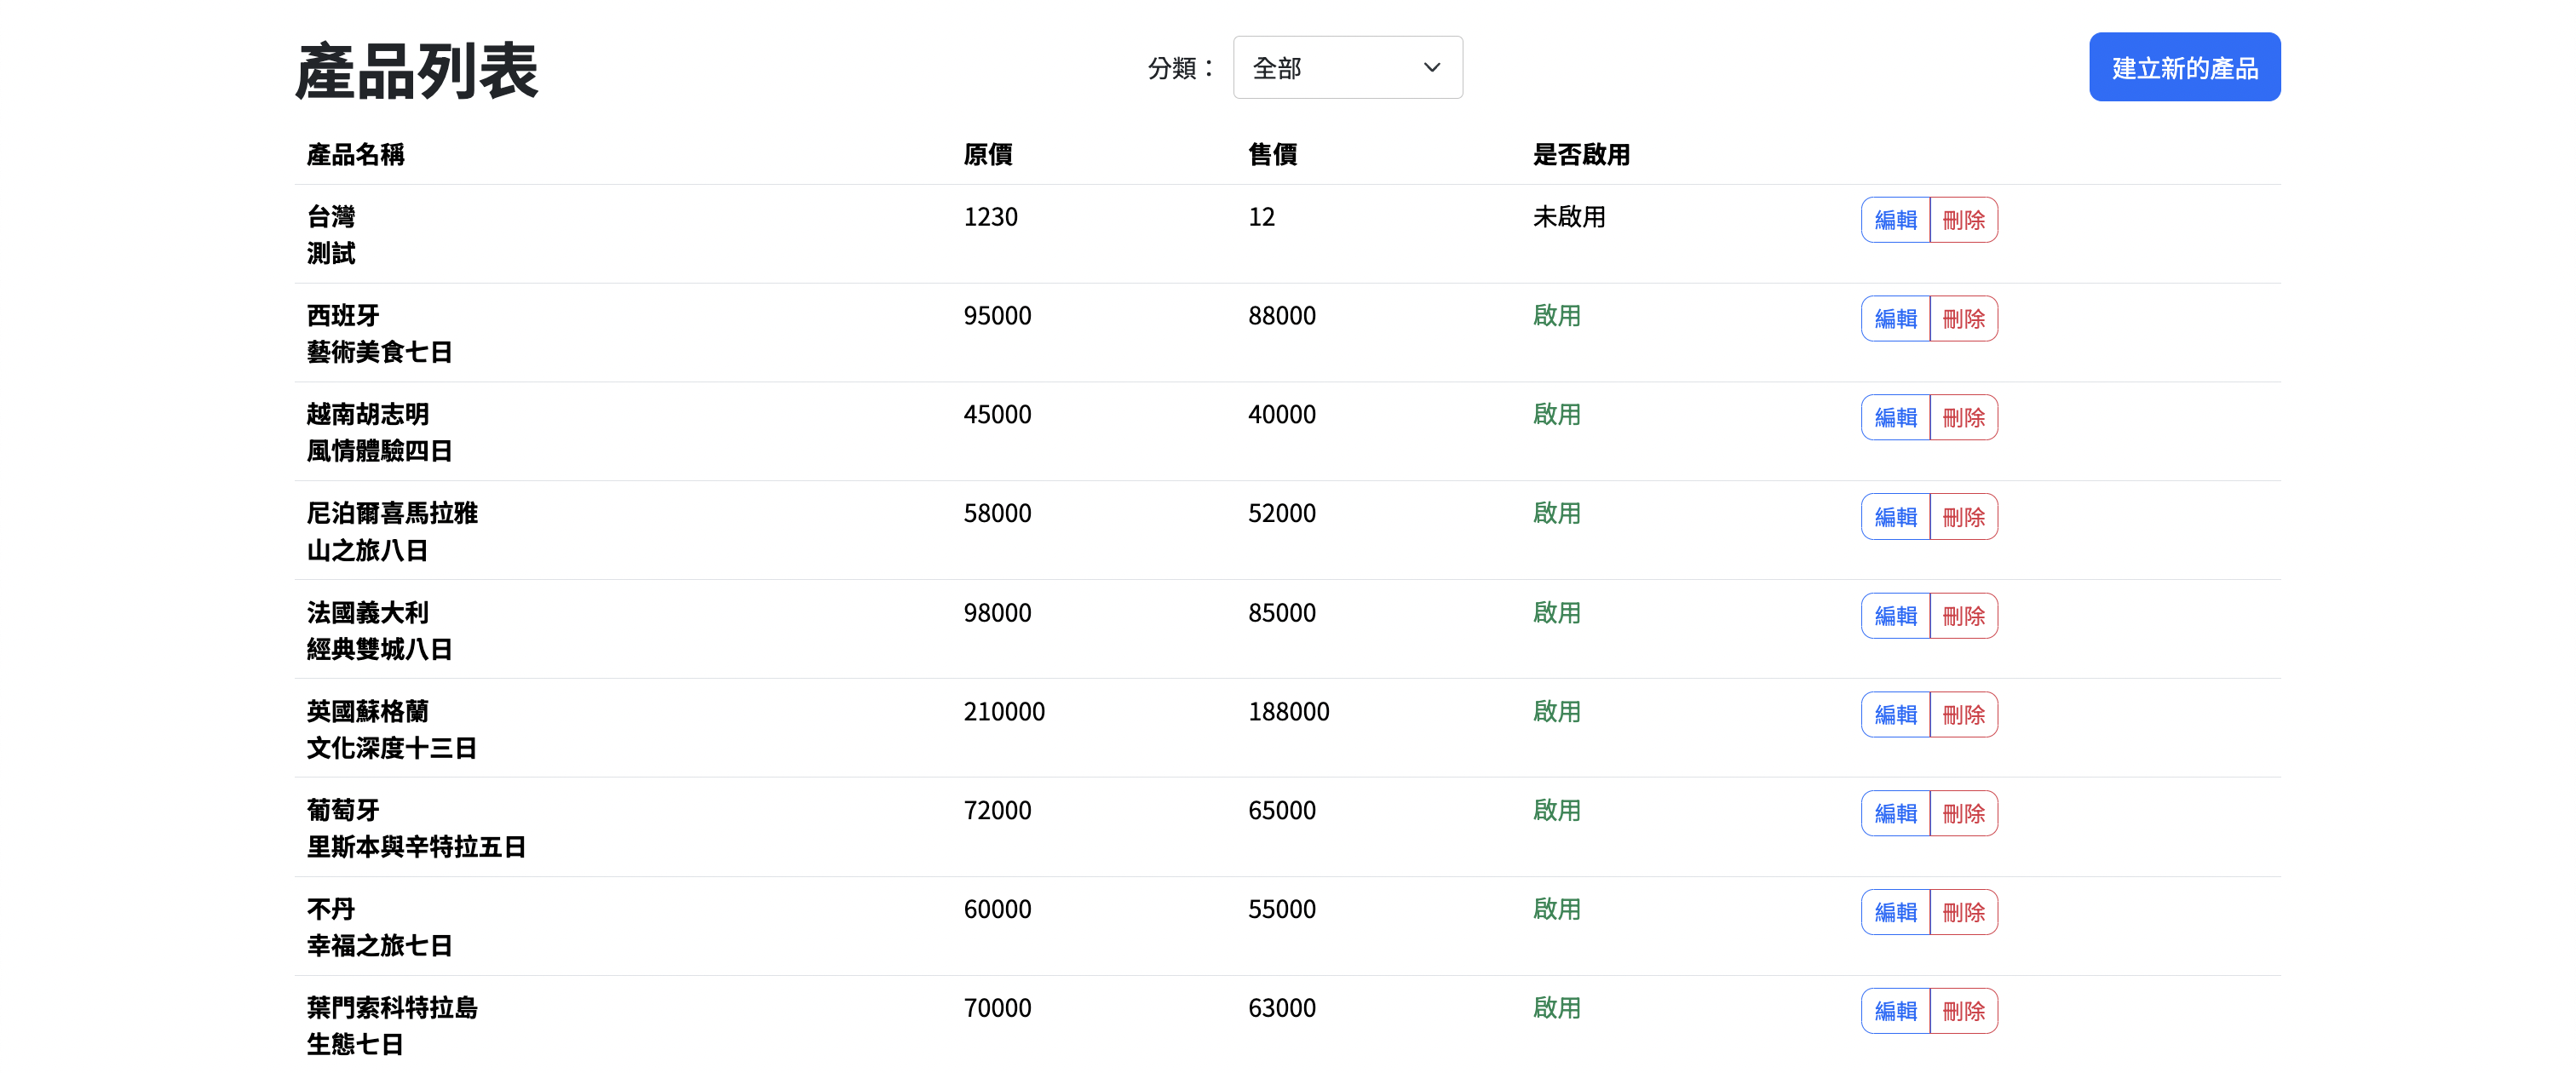 產品列表
分類：
全部
建立新的產品
產品名稱 原價 售價 是否啟用
台灣 1230 12 未啟用 編輯 刪除
測試
西班牙 95000 88000 啟用 編輯 刪除
藝術美食七日
越南胡志明 45000 40000 啟用 編輯 刪除
風情體驗四日
尼泊爾喜馬拉雅 58000 52000 啟用 編輯 刪除
山之旅八日
法國義大利 98000 85000 啟用 編輯 刪除
經典雙城八日
英國蘇格蘭 210000 188000 啟用 編輯 刪除
文化深度十三日
葡萄牙 72000 65000 啟用 編輯 刪除
里斯本與辛特拉五日
不丹 60000 55000 啟用 編輯 刪除
幸福之旅七日
葉門索科特拉島 70000 63000 啟用 編輯 刪除
生態七日